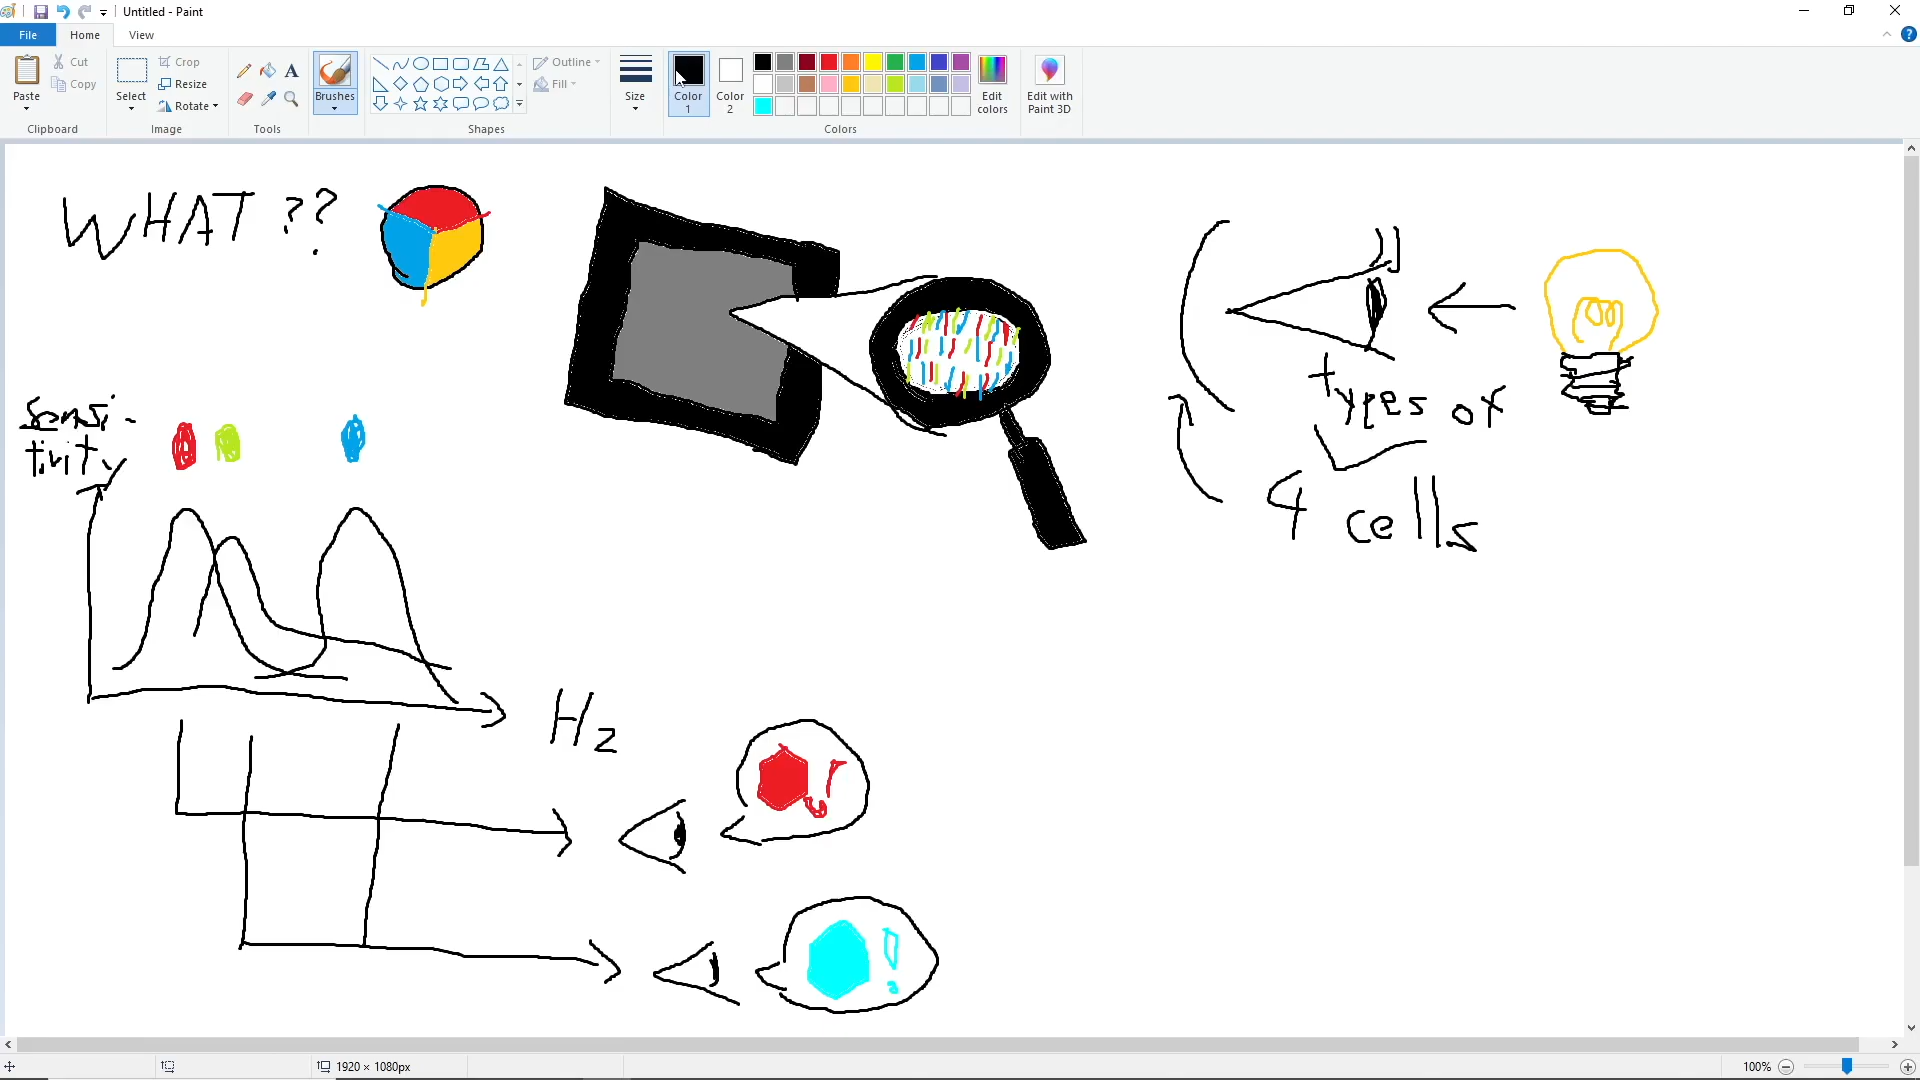 Untitled - Paint
File Home View
Paste
Cut
Copy
Clipboard
Select
Crop
Resize
Rotate
Image
Tools
Brushes
Shapes
Outline
Fill
Size
Color 1
Color 2
Colors
Edit colors
Edit with Paint 3D
WHAT ??
sensi-
tivity
Hz
types of
4 cells
1920 × 1080px
100%